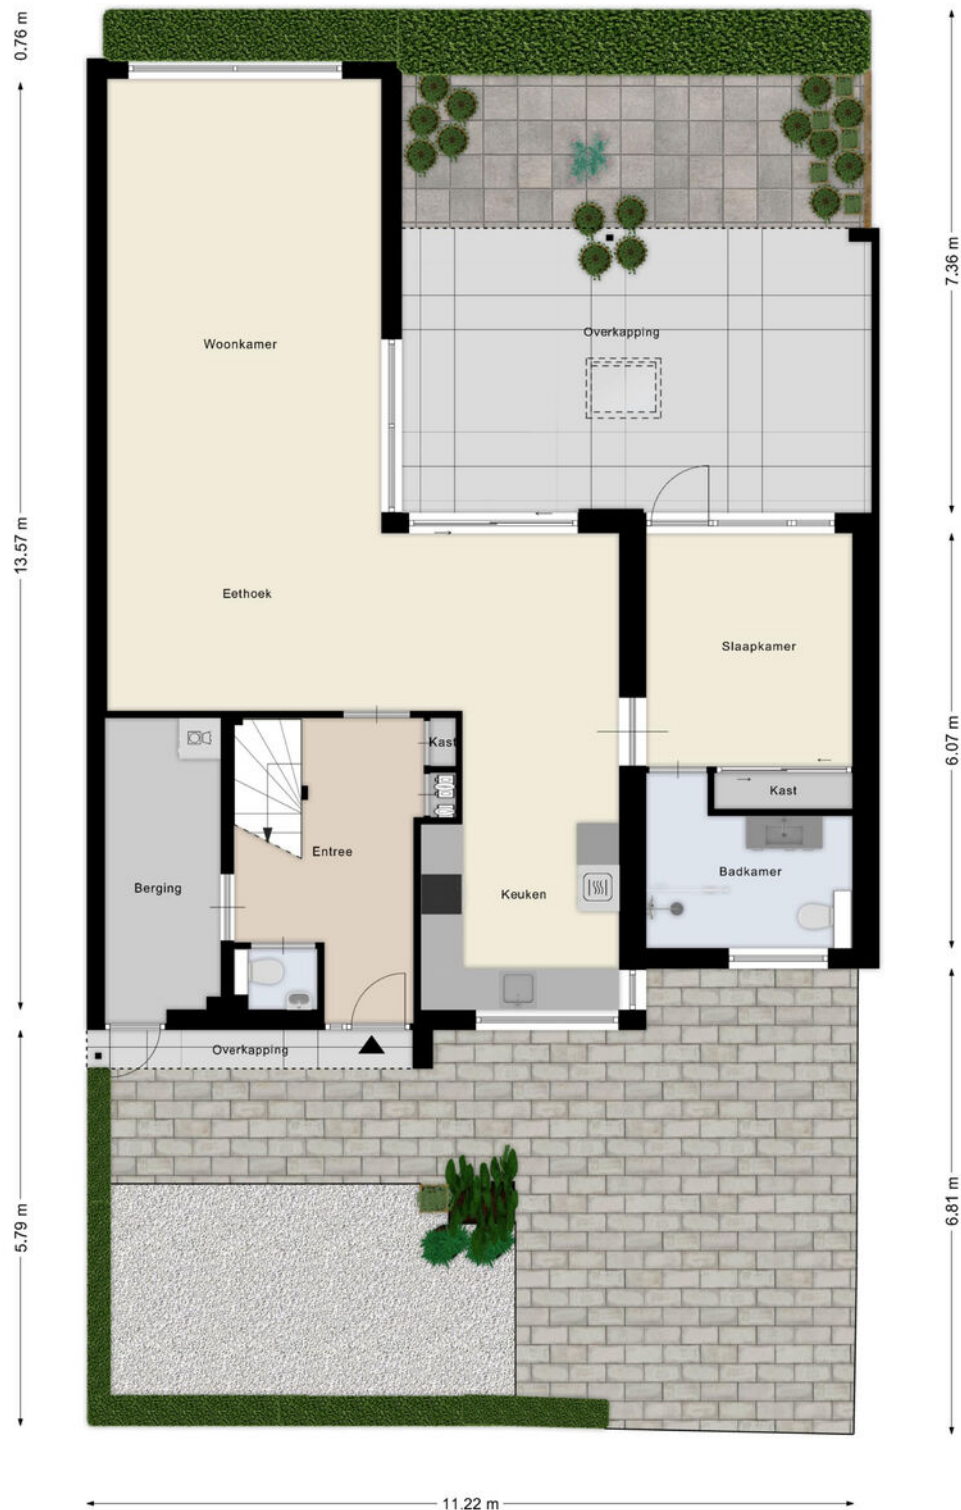 0.76 m
7.36 m
Overkapping
Woonkamer
13.57 m
Eethoek
Slaapkamer
6.07 m
Kast
Kast
Entree
Badkamer
Berging
Keuken
Overkapping
5.79 m
6.81 m
11.22 m